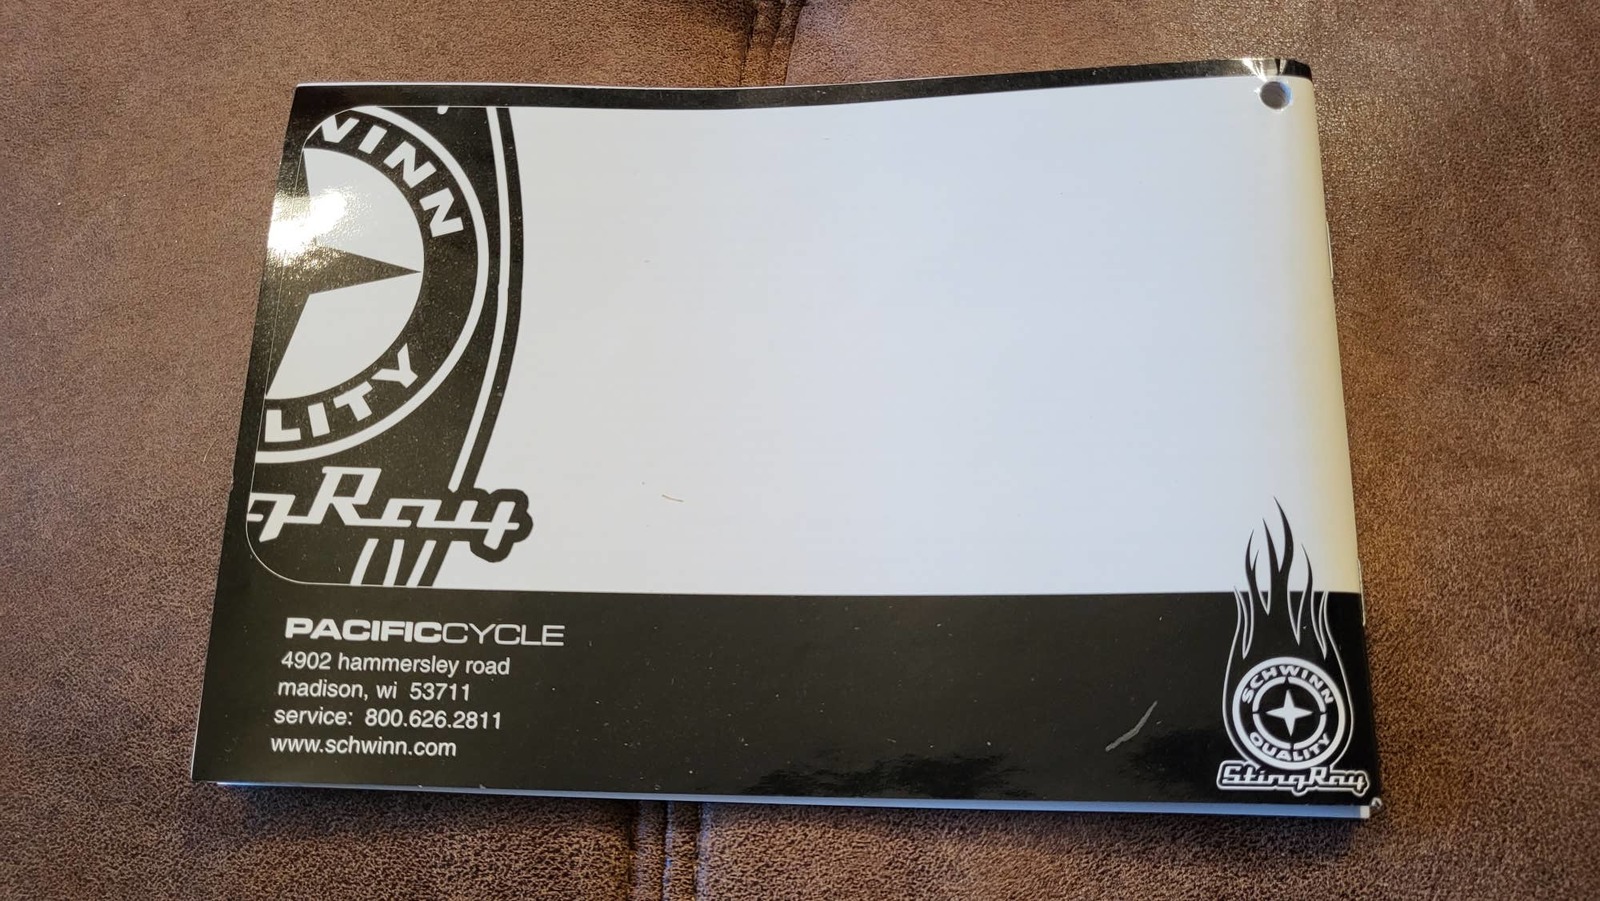 WINN
LITY
gRay
PACIFICCYCLE
4902 hammersley road
madison, wi 53711
service: 800.626.2811
www.schwinn.com
SCHWINN
QUALITY
StingRay